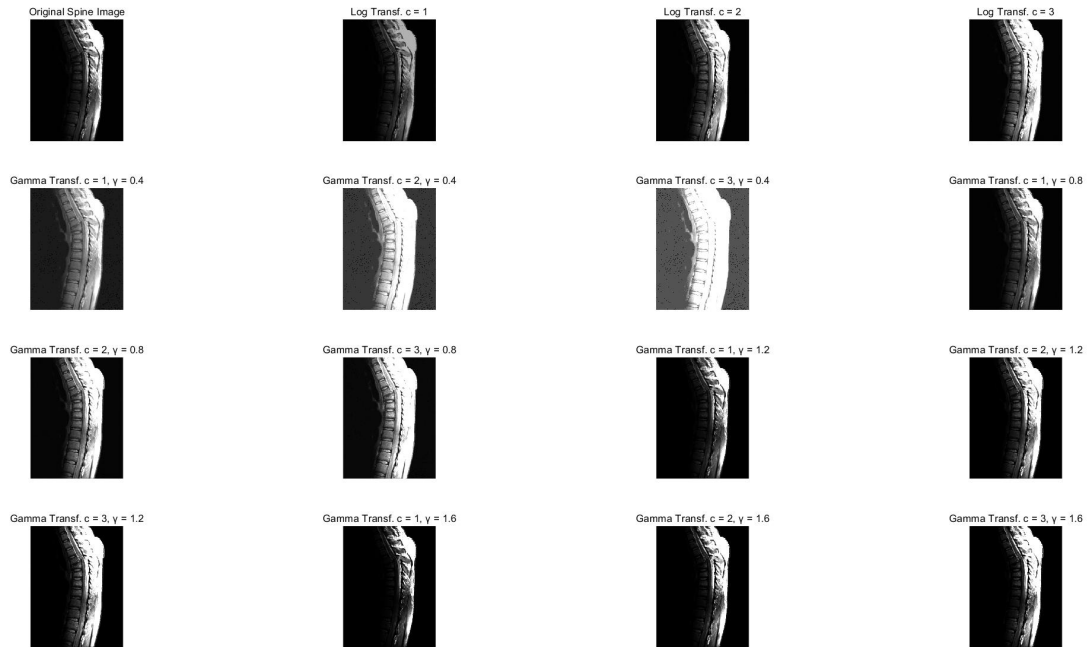 Original Spine Image
Log Transf. c = 1
Log Transf. c = 2
Log Transf. c = 3
Gamma Transf. c = 1, γ = 0.4
Gamma Transf. c = 2, γ = 0.4
Gamma Transf. c = 3, γ = 0.4
Gamma Transf. c = 1, γ = 0.8
Gamma Transf. c = 2, γ = 0.8
Gamma Transf. c = 3, γ = 0.8
Gamma Transf. c = 1, γ = 1.2
Gamma Transf. c = 2, γ = 1.2
Gamma Transf. c = 3, γ = 1.2
Gamma Transf. c = 1, γ = 1.6
Gamma Transf. c = 2, γ = 1.6
Gamma Transf. c = 3, γ = 1.6